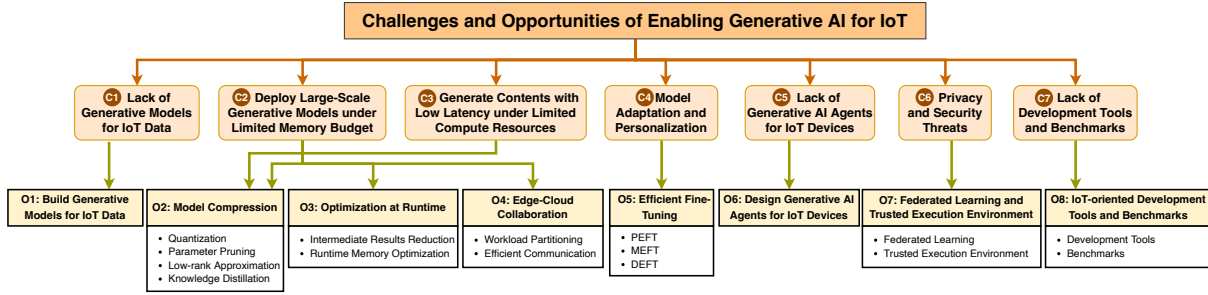 Challenges and Opportunities of Enabling Generative AI for IoT
C1 Lack of
Generative Models
for IoT Data
C2 Deploy Large-Scale
Generative Models under
Limited Memory Budget
C3 Generate Contents with
Low Latency under Limited
Compute Resources
C4 Model
Adaptation and
Personalization
C5 Lack of
Generative AI Agents
for IoT Devices
C6 Privacy
and Security
Threats
C7 Lack of
Development Tools
and Benchmarks
O1: Build Generative
Models for IoT Data
O2: Model Compression
• Quantization
• Parameter Pruning
• Low-rank Approximation
• Knowledge Distillation
O3: Optimization at Runtime
• Intermediate Results Reduction
• Runtime Memory Optimization
O4: Edge-Cloud
Collaboration
• Workload Partitioning
• Efficient Communication
O5: Efficient Fine-
Tuning
• PEFT
• MEFT
• DEFT
O6: Design Generative AI
Agents for IoT Devices
O7: Federated Learning and
Trusted Execution Environment
• Federated Learning
• Trusted Execution Environment
O8: IoT-oriented Development
Tools and Benchmarks
• Development Tools
• Benchmarks